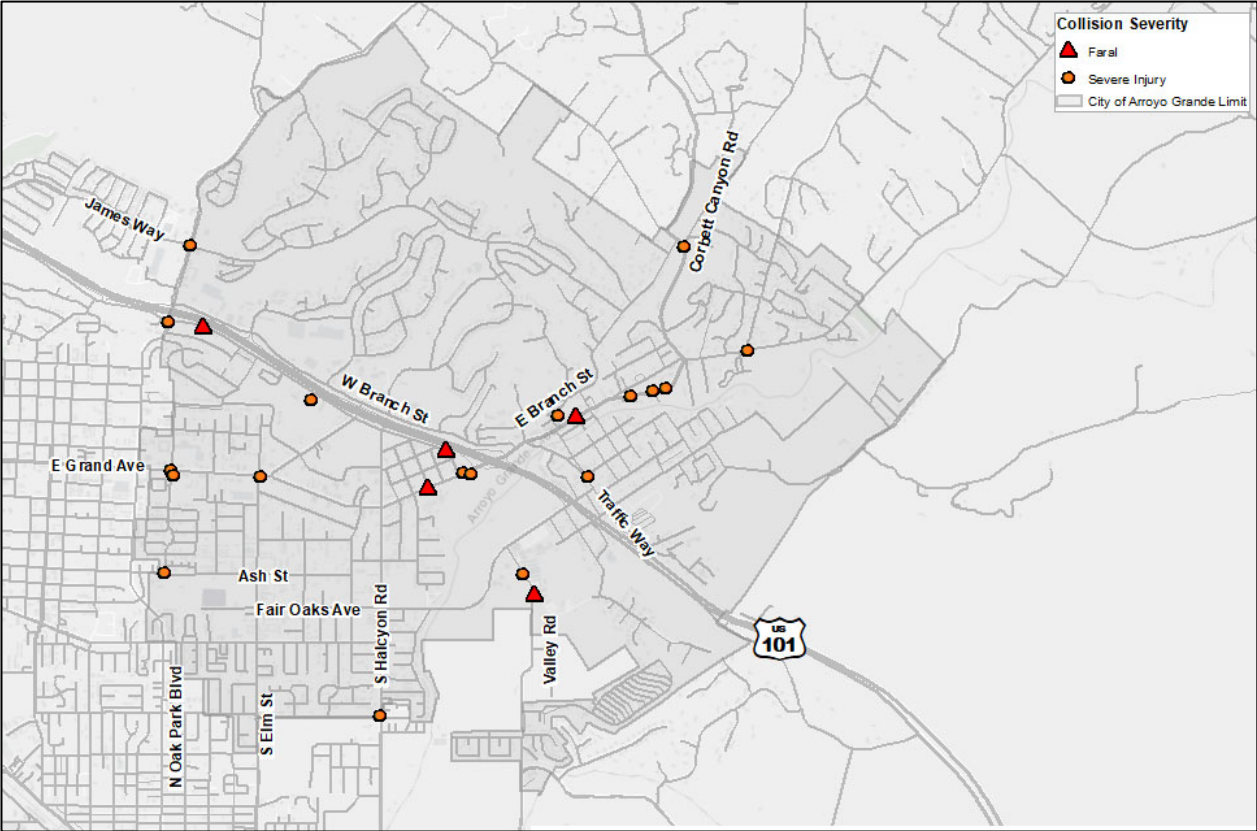 Collision Severity
Faral
Severe Injury
City of Arroyo Grande Limit
Corbett Canyon Rd
James Way
W Branch St
E Branch St
E Grand Ave
Arroyo Grande
Traffic Way
Ash St
Fair Oaks Ave
S Halcyon Rd
Valley Rd
US
101
N Oak Park Blvd
S Elm St